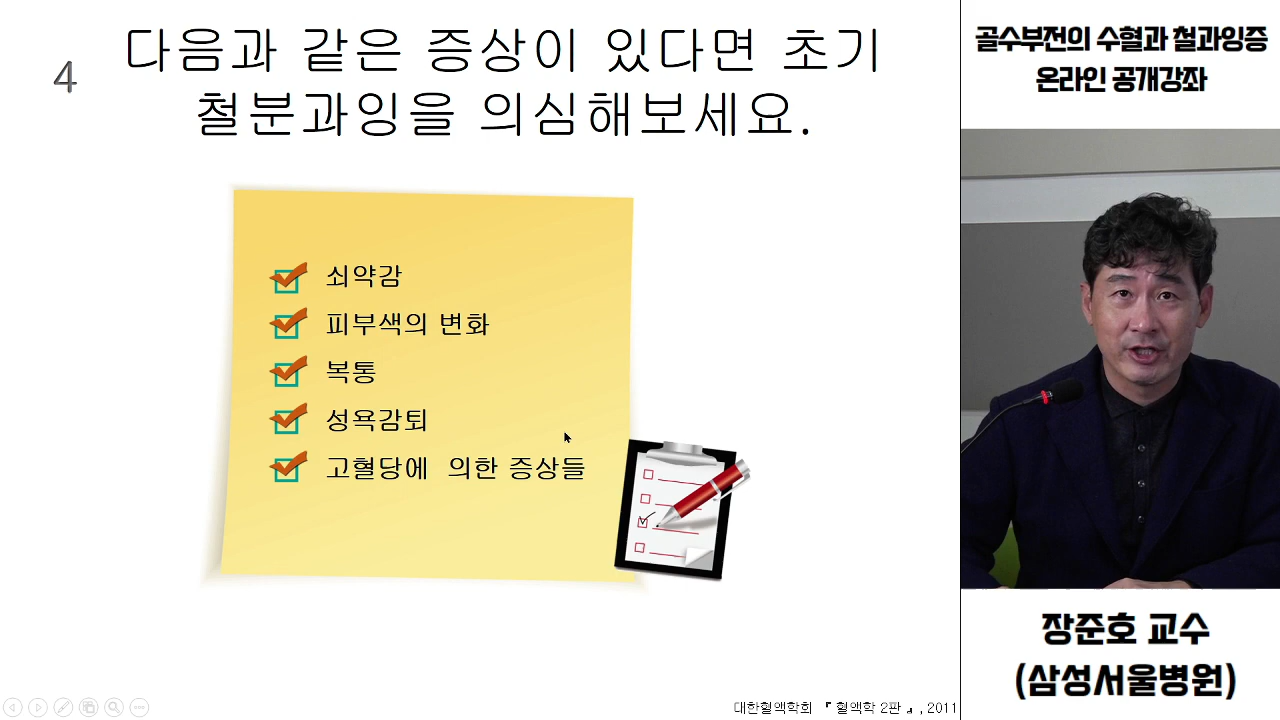 4
다음과 같은 증상이 있다면 초기
철분과잉을 의심해보세요.
쇠약감
피부색의 변화
복통
성욕감퇴
고혈당에 의한 증상들
대한혈액학회 『 혈액학 2판 』, 2011
골수부전의 수혈과 철과잉증
온라인 공개강좌
장준호 교수
(삼성서울병원)